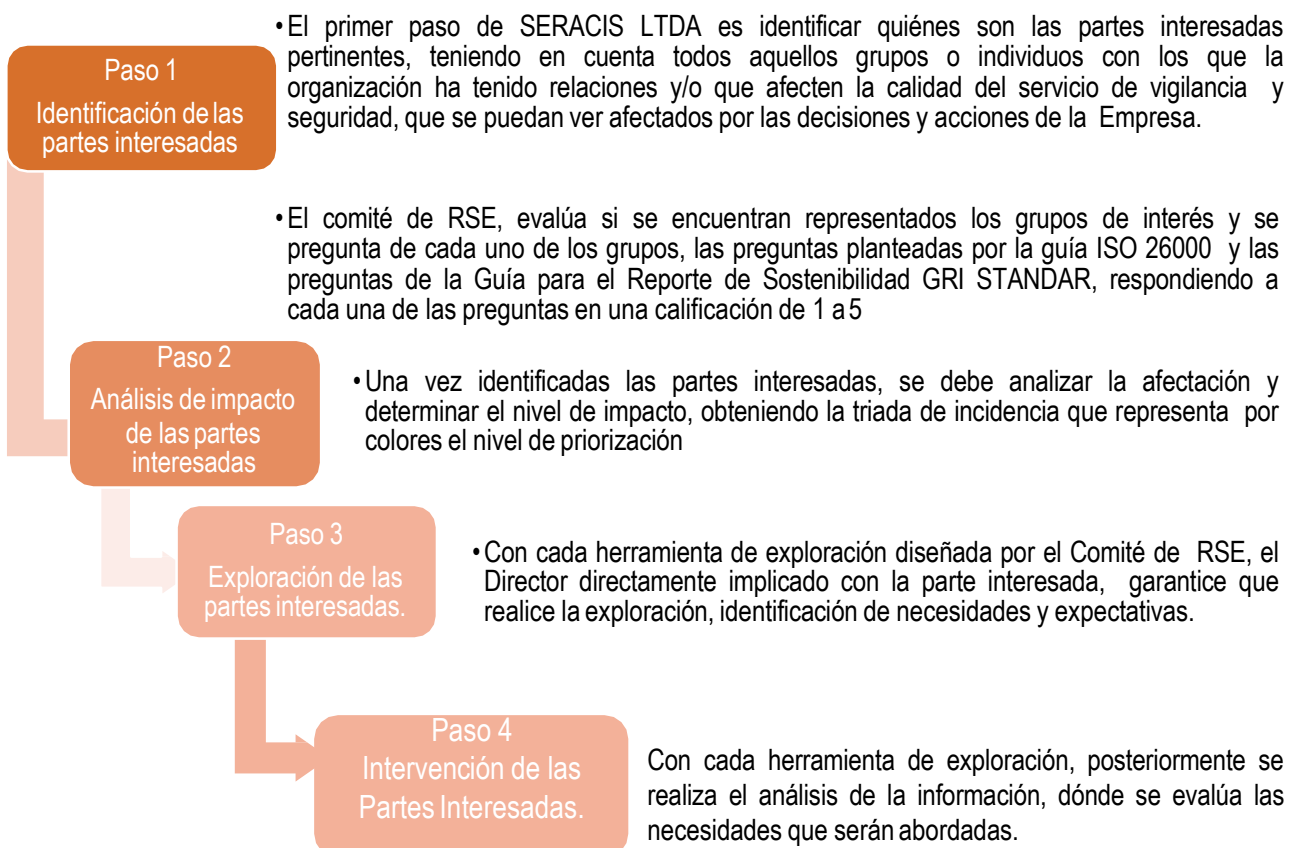 Paso 1
Identificación de las
partes interesadas
•El primer paso de SERACIS LTDA es identificar quiénes son las partes interesadas
pertinentes, teniendo en cuenta todos aquellos grupos o individuos con los que la
organización ha tenido relaciones y/o que afecten la calidad del servicio de vigilancia y
seguridad, que se puedan ver afectados por las decisiones y acciones de la Empresa.
•El comité de RSE, evalúa si se encuentran representados los grupos de interés y se
pregunta de cada uno de los grupos, las preguntas planteadas por la guía ISO 26000 y las
preguntas de la Guía para el Reporte de Sostenibilidad GRI STANDAR, respondiendo a
cada una de las preguntas en una calificación de 1 a 5
Paso 2
Análisis de impacto
de las partes
interesadas
•Una vez identificadas las partes interesadas, se debe analizar la afectación y
determinar el nivel de impacto, obteniendo la triada de incidencia que representa por
colores el nivel de priorización
Paso 3
Exploración de las
partes interesadas.
•Con cada herramienta de exploración diseñada por el Comité de RSE, el
Director directamente implicado con la parte interesada, garantice que
realice la exploración, identificación de necesidades y expectativas.
Paso 4
Intervención de las
Partes Interesadas.
Con cada herramienta de exploración, posteriormente se
realiza el análisis de la información, dónde se evalúa las
necesidades que serán abordadas.